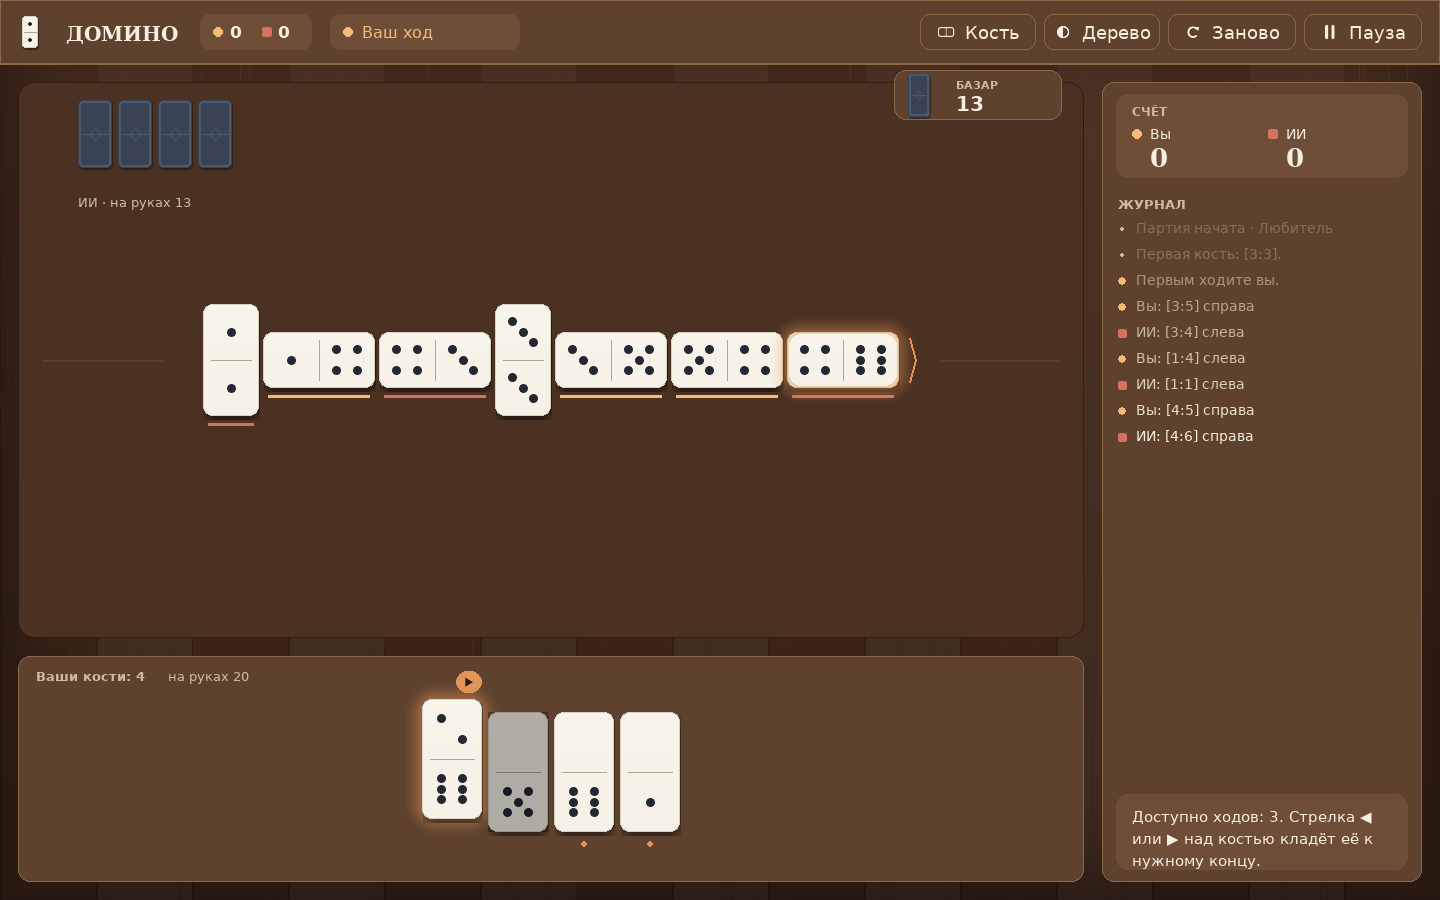 ДОМИНО
0 0
Ваш ход
Кость
Дерево
Заново
Пауза
БАЗАР
13
ИИ · на руках 13
СЧЁТ
Вы ИИ
0 0
ЖУРНАЛ
Партия начата · Любитель
Первая кость: [3:3].
Первым ходите вы.
Вы: [3:5] справа
ИИ: [3:4] слева
Вы: [1:4] слева
ИИ: [1:1] слева
Вы: [4:5] справа
ИИ: [4:6] справа
Ваши кости: 4 на руках 20
Доступно ходов: 3. Стрелка ◀
или ▶ над костью кладёт её к
нужному концу.